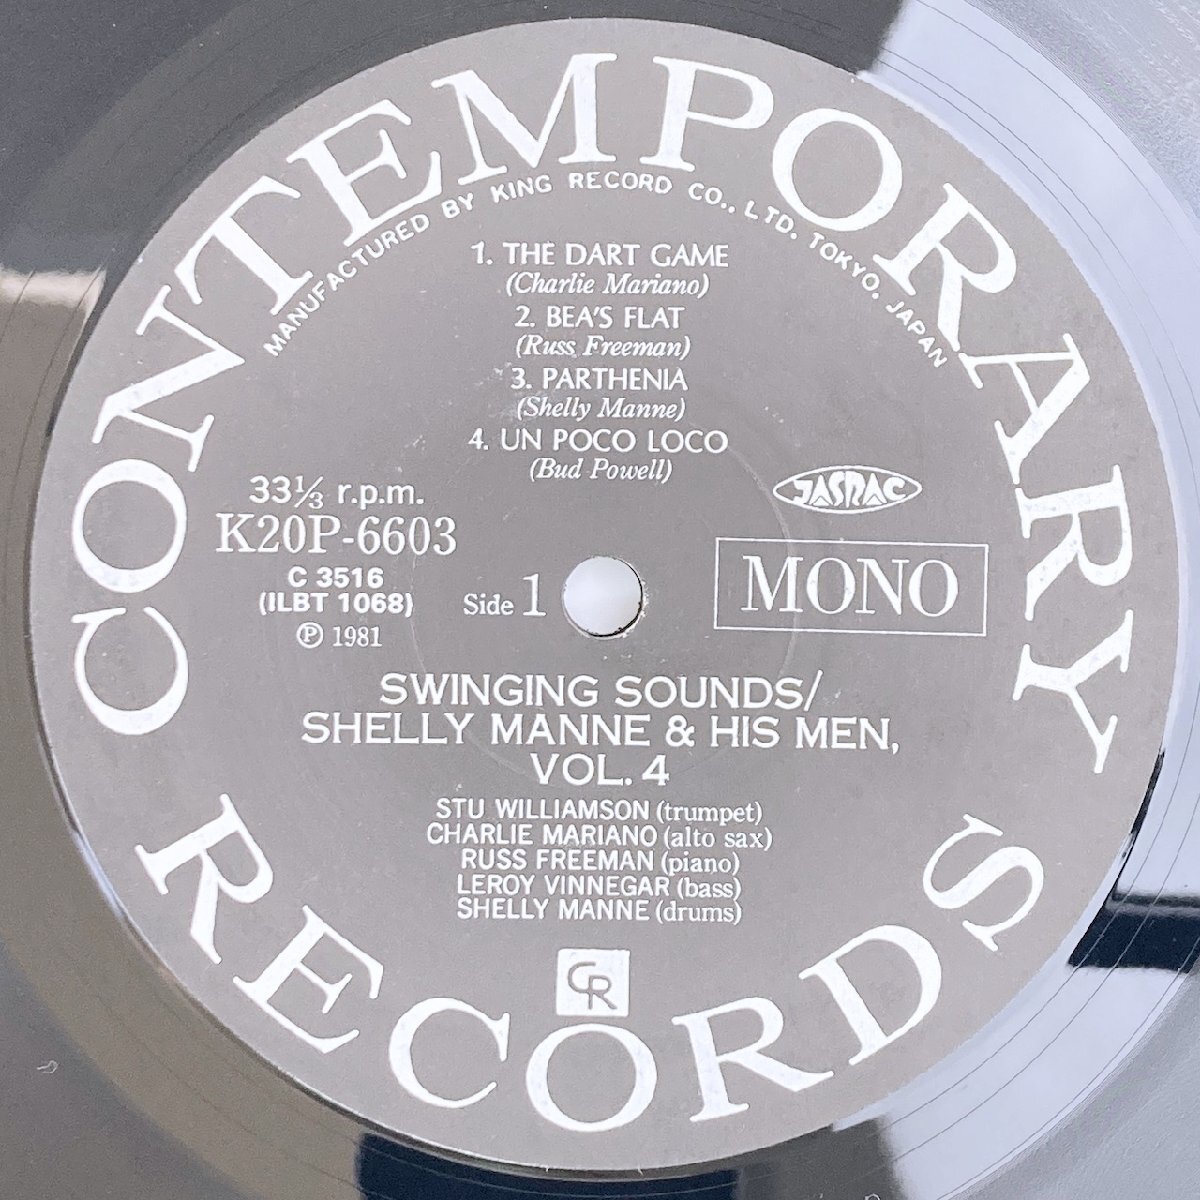 CONTEMPORARY
MANUFACTURED BY KING RECORD CO., LTD. TOKYO. JAPAN
1. THE DART GAME
(Charlie Mariano)
2. BEA'S FLAT
(Russ Freeman)
3. PARTHENIA
(Shelly Manne)
4. UN POCO LOCO
(Bud Powell)
33⅓ r.p.m.
JASRAC
K20P-6603
C 3516
(ILBT 1068)
℗ 1981
Side 1
MONO
SWINGING SOUNDS/
SHELLY MANNE & HIS MEN,
VOL. 4
STU WILLIAMSON (trumpet)
CHARLIE MARIANO (alto sax)
RUSS FREEMAN (piano)
LEROY VINNEGAR (bass)
SHELLY MANNE (drums)
CR
RECORDS